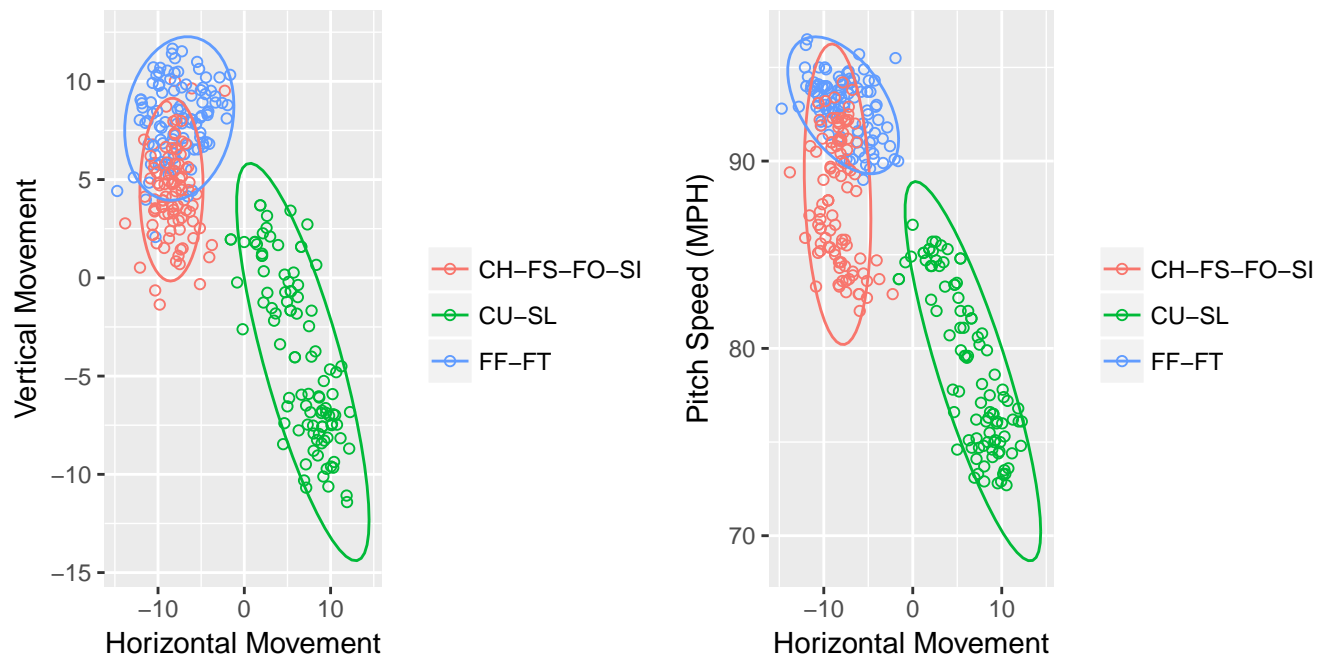 Vertical Movement
10
5
0
−5
−10
−15
−10 0 10
Horizontal Movement
CH−FS−FO−SI
CU−SL
FF−FT
Pitch Speed (MPH)
90
80
70
−10 0 10
Horizontal Movement
CH−FS−FO−SI
CU−SL
FF−FT